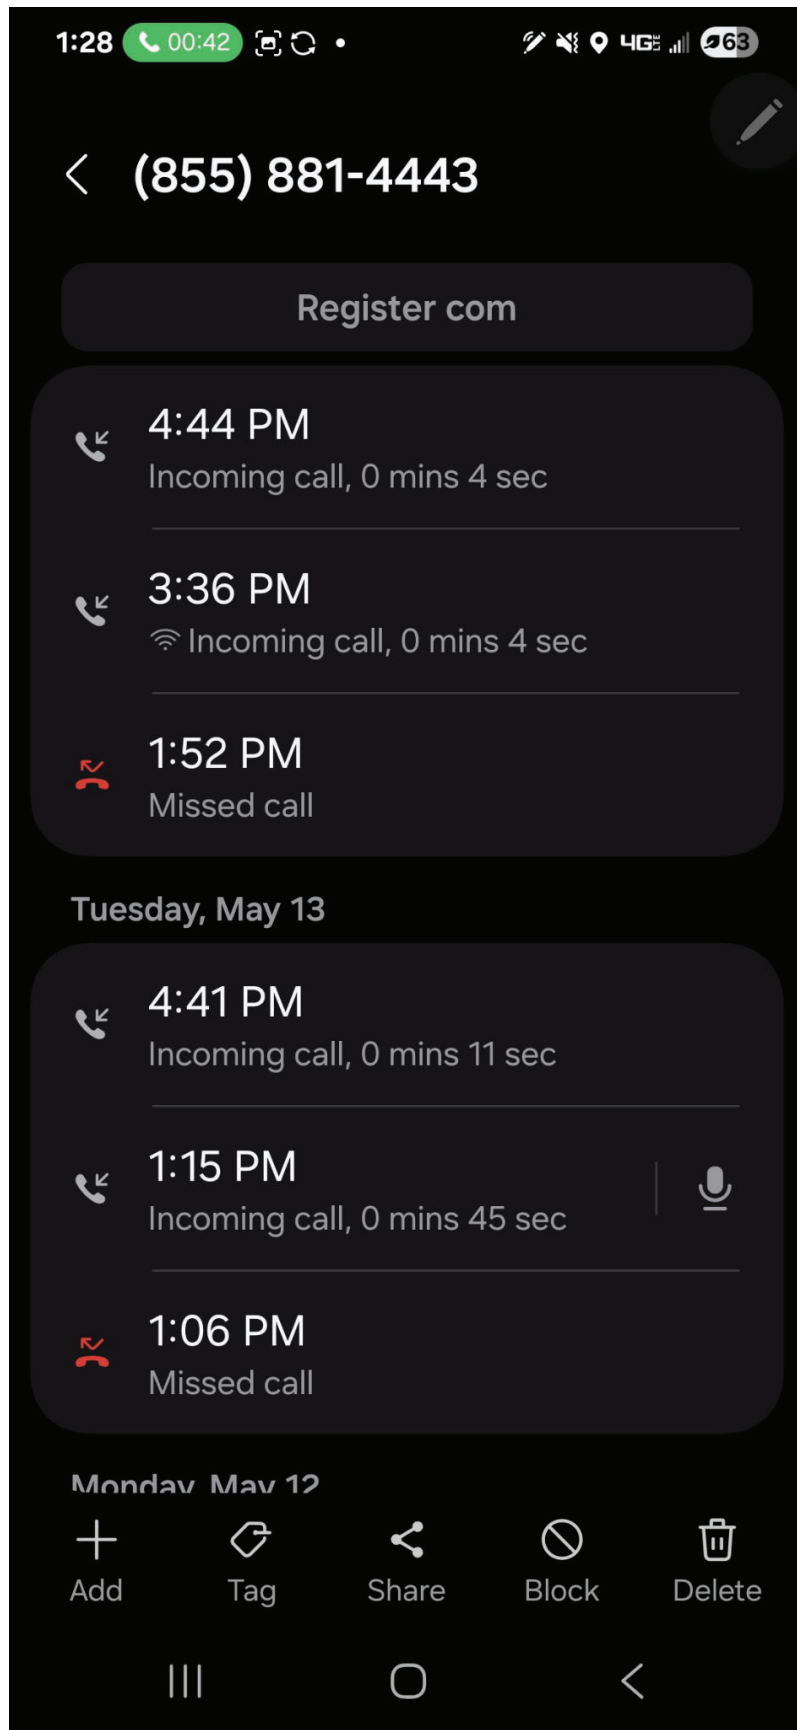 1:28 00:42 4G 63
(855) 881-4443
Register com
4:44 PM
Incoming call, 0 mins 4 sec
3:36 PM
Incoming call, 0 mins 4 sec
1:52 PM
Missed call
Tuesday, May 13
4:41 PM
Incoming call, 0 mins 11 sec
1:15 PM
Incoming call, 0 mins 45 sec
1:06 PM
Missed call
Monday, May 12
Add Tag Share Block Delete